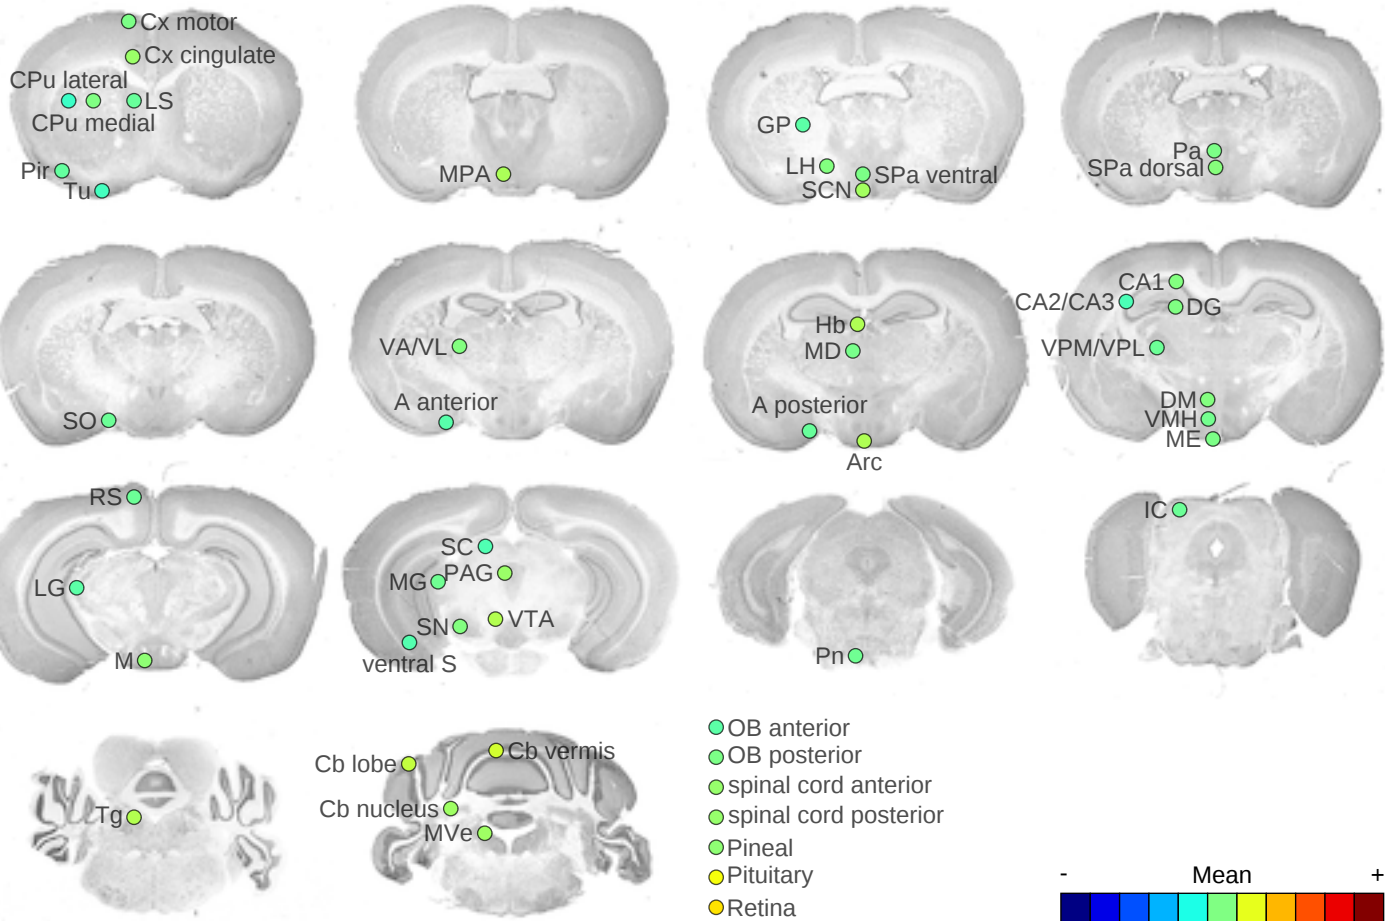 Cx motor
Cx cingulate
CPu lateral
LS
CPu medial
Pir
Tu
MPA
GP
LH
SPa ventral
SCN
Pa
SPa dorsal
SO
VA/VL
A anterior
Hb
MD
A posterior
Arc
CA1
CA2/CA3
DG
VPM/VPL
DM
VMH
ME
RS
LG
M
SC
MG
PAG
SN
VTA
ventral S
Pn
IC
Tg
Cb lobe
Cb vermis
Cb nucleus
MVe
OB anterior
OB posterior
spinal cord anterior
spinal cord posterior
Pineal
Pituitary
Retina
- Mean +